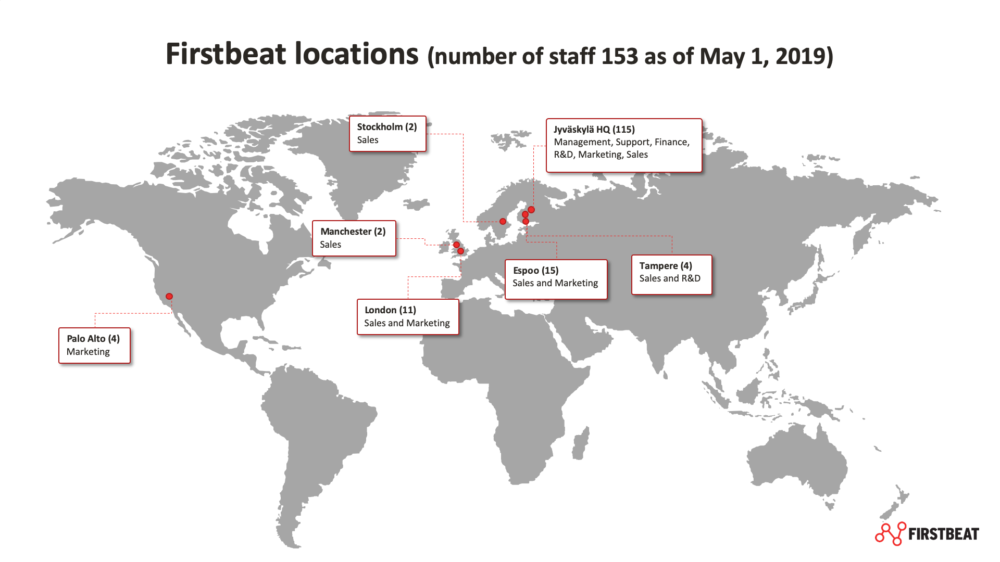 Firstbeat locations (number of staff 153 as of May 1, 2019)
Stockholm (2)
Sales
Jyväskylä HQ (115)
Management, Support, Finance,
R&D, Marketing, Sales
Manchester (2)
Sales
Espoo (15)
Sales and Marketing
Tampere (4)
Sales and R&D
London (11)
Sales and Marketing
Palo Alto (4)
Marketing
FIRSTBEAT